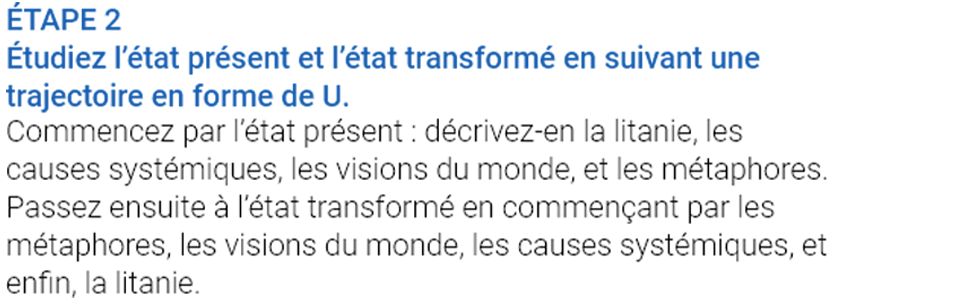 ÉTAPE 2
Étudiez l’état présent et l’état transformé en suivant une
trajectoire en forme de U.
Commencez par l’état présent : décrivez-en la litanie, les
causes systémiques, les visions du monde, et les métaphores.
Passez ensuite à l’état transformé en commençant par les
métaphores, les visions du monde, les causes systémiques, et
enfin, la litanie.